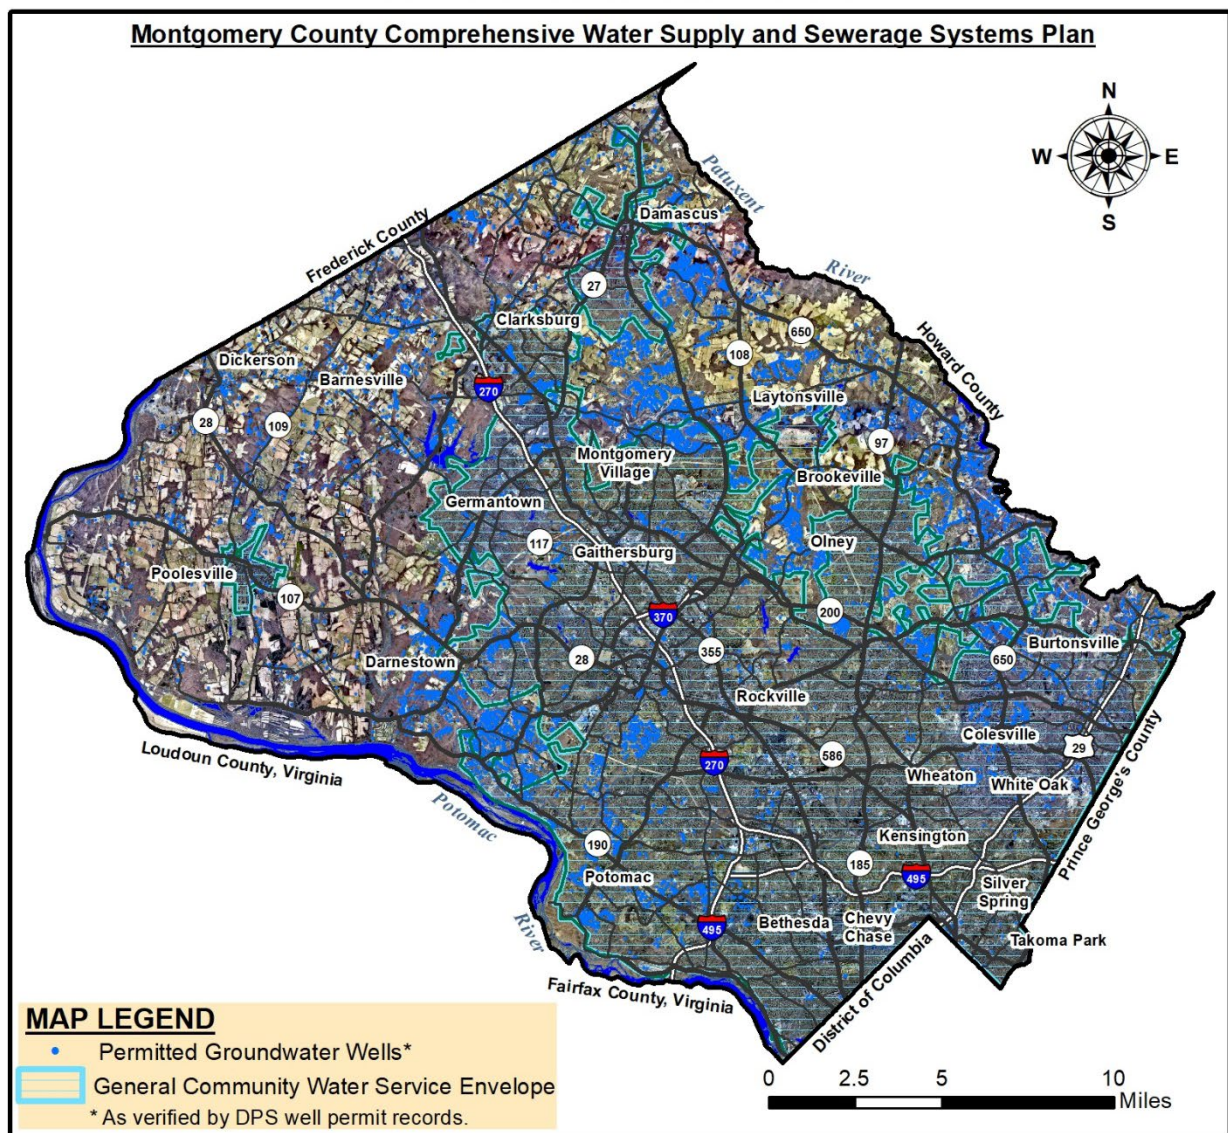 Montgomery County Comprehensive Water Supply and Sewerage Systems Plan
N
W
E
S
Patuxent
River
Damascus
Frederick County
27
Clarksburg
650
108
Howard County
Dickerson
Barnesville
270
28
109
Laytonsville
97
Montgomery
Village
Brookeville
Germantown
117
Gaithersburg
Olney
Poolesville
107
370
200
Darnestown
28
355
650
Burtonsville
Rockville
Loudoun County, Virginia
Potomac
River
270
586
Colesville
29
Wheaton
White Oak
Prince George's County
Kensington
190
185
495
Potomac
Silver
Spring
495
Bethesda
Chevy
Chase
Takoma Park
District of Columbia
Fairfax County, Virginia
MAP LEGEND
Permitted Groundwater Wells*
General Community Water Service Envelope
* As verified by DPS well permit records.
0 2.5 5 10
Miles